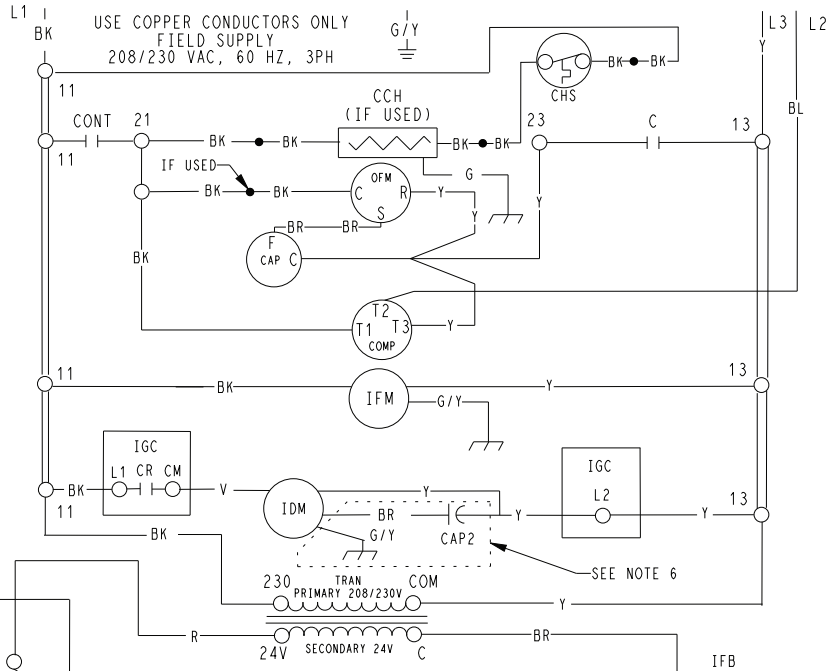 L1
BK
USE COPPER CONDUCTORS ONLY
FIELD SUPPLY
208/230 VAC, 60 HZ, 3PH
G/Y
L3
L2
Y
BK
BK
CHS
11
CCH
(IF USED)
BL
CONT
21
23
C
13
BK
BK
BK
BK
11
IF USED
G
BK
BK
OFM
C
R
S
Y
Y
Y
BR
BR
F
CAP
C
BK
T2
T1
T3
COMP
Y
11
BK
IFM
Y
13
G/Y
IGC
L1
CR
CM
BK
V
11
IDM
Y
BR
CAP2
Y
G/Y
IGC
L2
Y
13
BK
SEE NOTE 6
230
TRAN
COM
PRIMARY 208/230V
Y
R
24V
SECONDARY 24V
C
BR
IFB